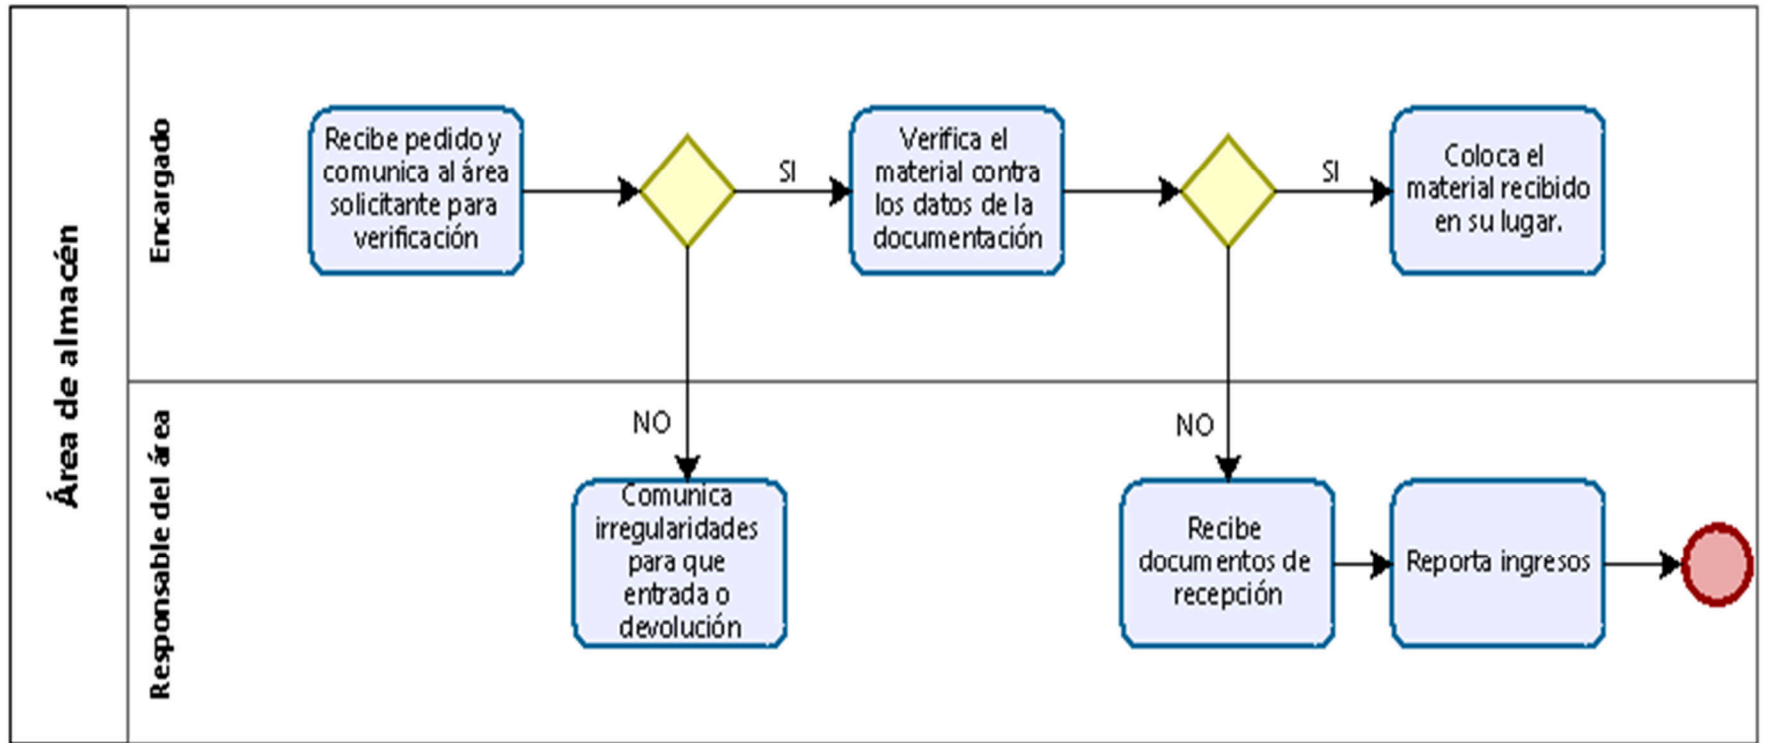 Área de almacén
Encargado
Recibe pedido y
comunica al área
solicitante para
verificación
SI
Verifica el
material contra
los datos de la
documentación
SI
Coloca el
material recibido
en su lugar.
Responsable del área
NO
Comunica
irregularidades
para que
entrada o
devolución
NO
Recibe
documentos de
recepción
Reporta ingresos